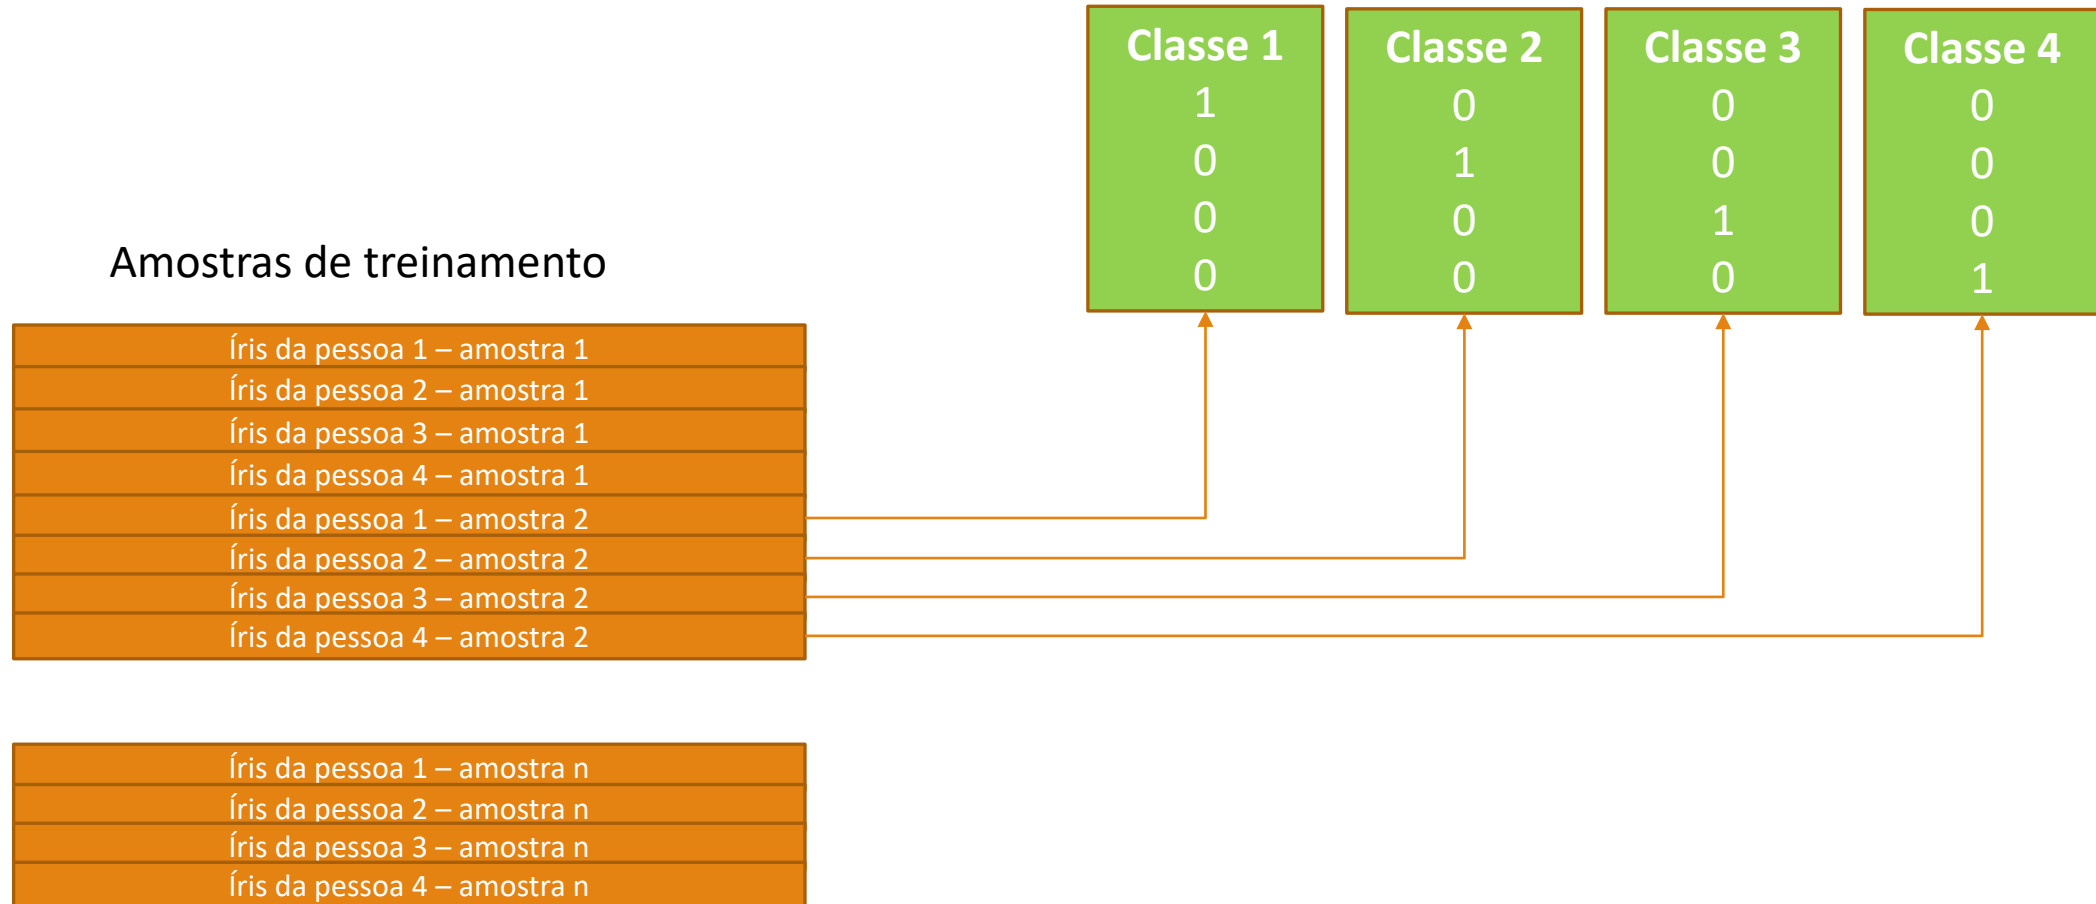 Classe 1
1
0
0
0
Classe 2
0
1
0
0
Classe 3
0
0
1
0
Classe 4
0
0
0
1
Amostras de treinamento
Íris da pessoa 1 – amostra 1
Íris da pessoa 2 – amostra 1
Íris da pessoa 3 – amostra 1
Íris da pessoa 4 – amostra 1
Íris da pessoa 1 – amostra 2
Íris da pessoa 2 – amostra 2
Íris da pessoa 3 – amostra 2
Íris da pessoa 4 – amostra 2
Íris da pessoa 1 – amostra n
Íris da pessoa 2 – amostra n
Íris da pessoa 3 – amostra n
Íris da pessoa 4 – amostra n